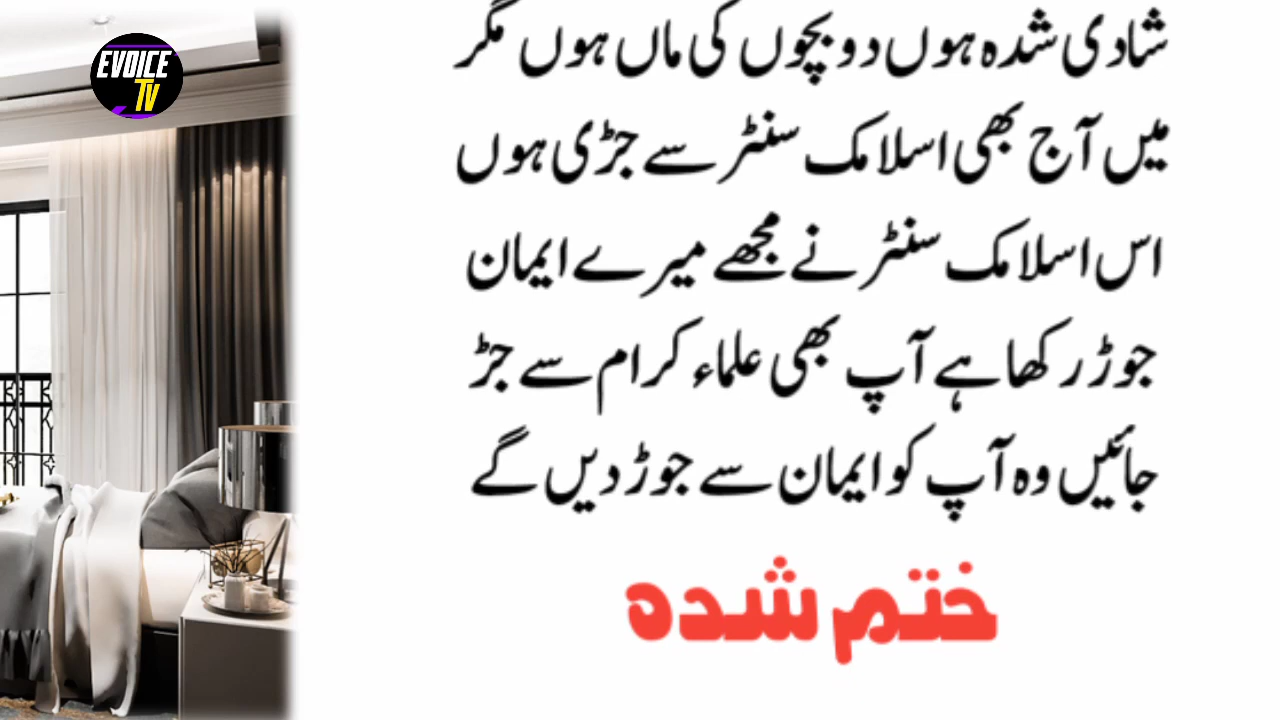 EVOICE
Tv
شادی شدہ ہوں دو بچوں کی ماں ہوں مگر
میں آج بھی اسلامک سنٹر سے جڑی ہوں
اس اسلامک سنٹر نے مجھے میرے ایمان
جوڑ رکھا ہے آپ بھی علماء کرام سے جڑ
جائیں وہ آپ کو ایمان سے جوڑ دیں گے
ختم شدہ